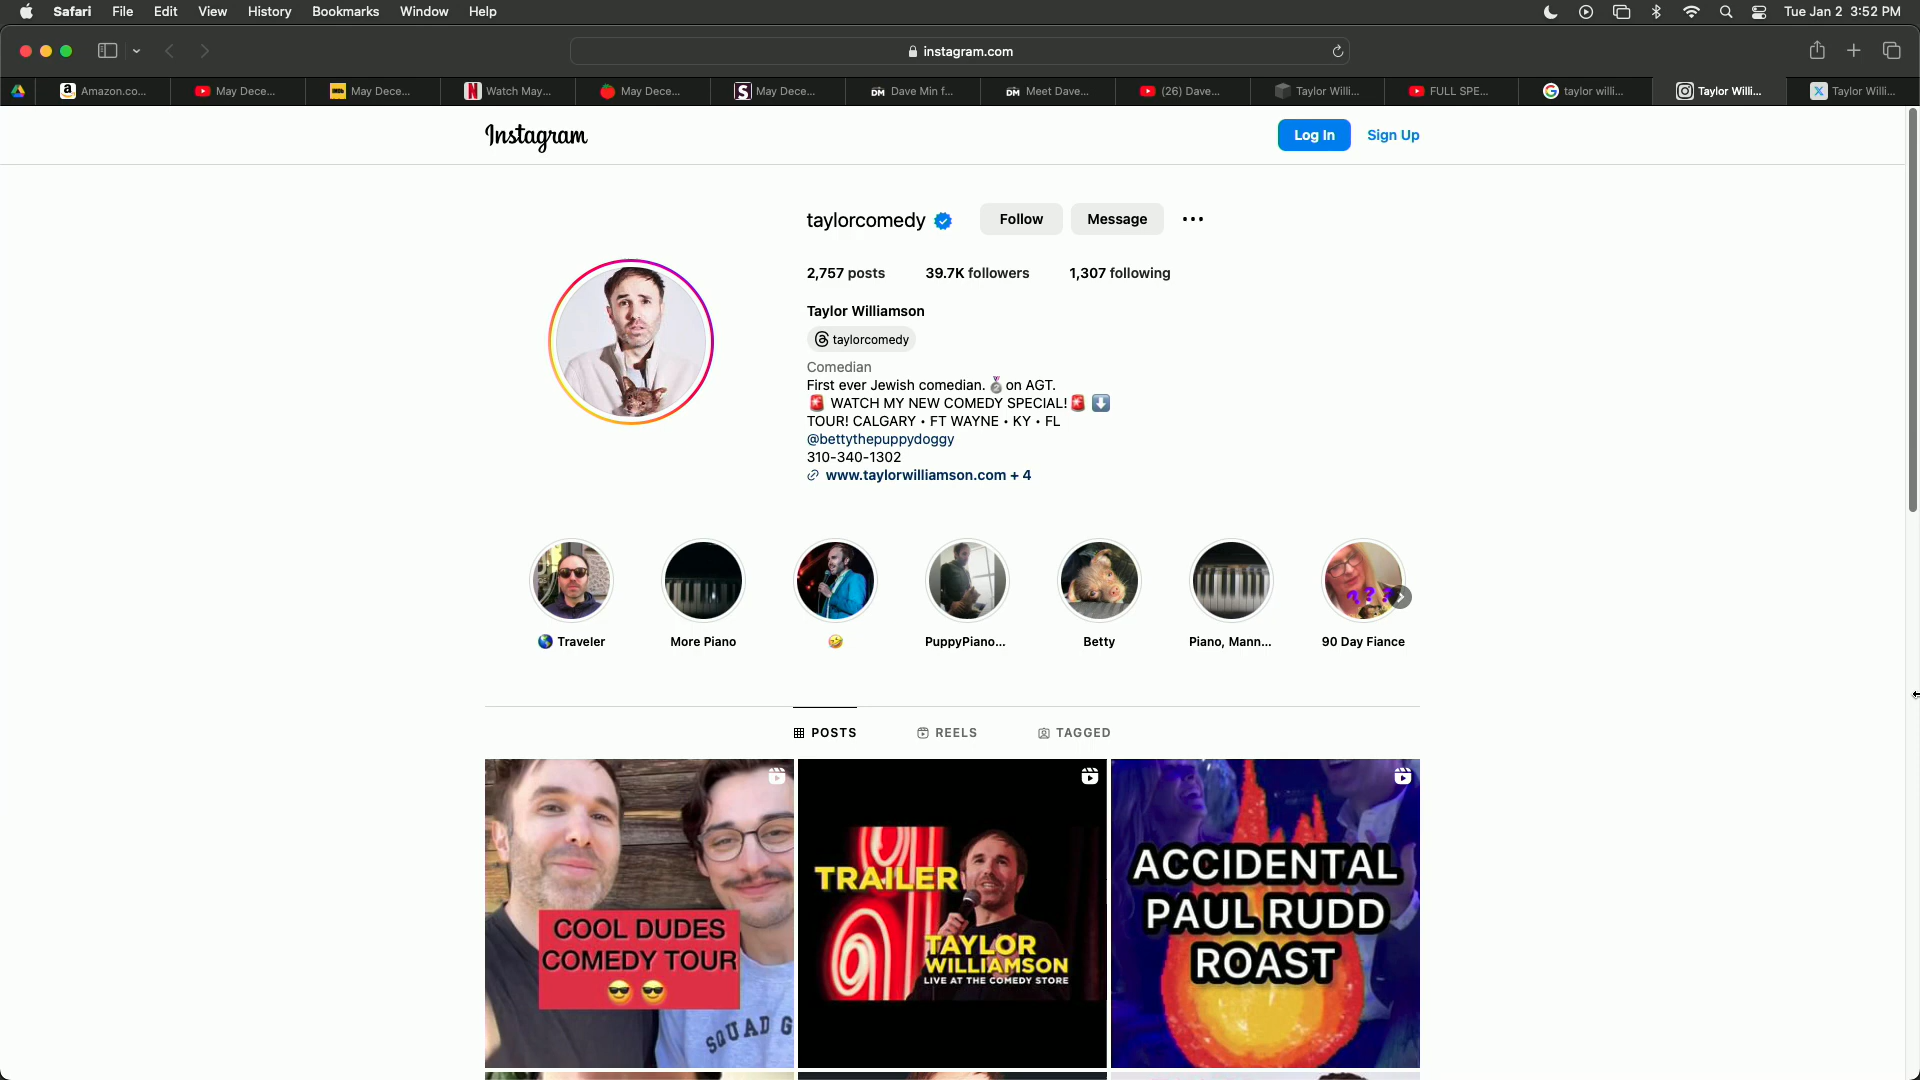 Safari File Edit View History Bookmarks Window Help
Tue Jan 2 3:52 PM
instagram.com
Amazon.co...
May Dece...
May Dece...
Watch May...
May Dece...
May Dece...
DM Dave Min f...
DM Meet Dave...
(26) Dave...
Taylor Willi...
FULL SPE...
taylor willi...
Taylor Willi...
Taylor Willi...
Instagram
Log In
Sign Up
taylorcomedy
Follow
Message
2,757 posts
39.7K followers
1,307 following
Taylor Williamson
taylorcomedy
Comedian
First ever Jewish comedian. 🥈 on AGT.
🚨 WATCH MY NEW COMEDY SPECIAL! 🚨 ⬇️
TOUR! CALGARY • FT WAYNE • KY • FL
@bettythepuppydoggy
310-340-1302
www.taylorwilliamson.com + 4
???
🌎 Traveler
More Piano
🤣
PuppyPiano...
Betty
Piano, Mann...
90 Day Fiance
POSTS
REELS
TAGGED
COOL DUDES
COMEDY TOUR
😎 😎
SQUAD G
TRAILER
TAYLOR
WILLIAMSON
LIVE AT THE COMEDY STORE
ACCIDENTAL
PAUL RUDD
ROAST